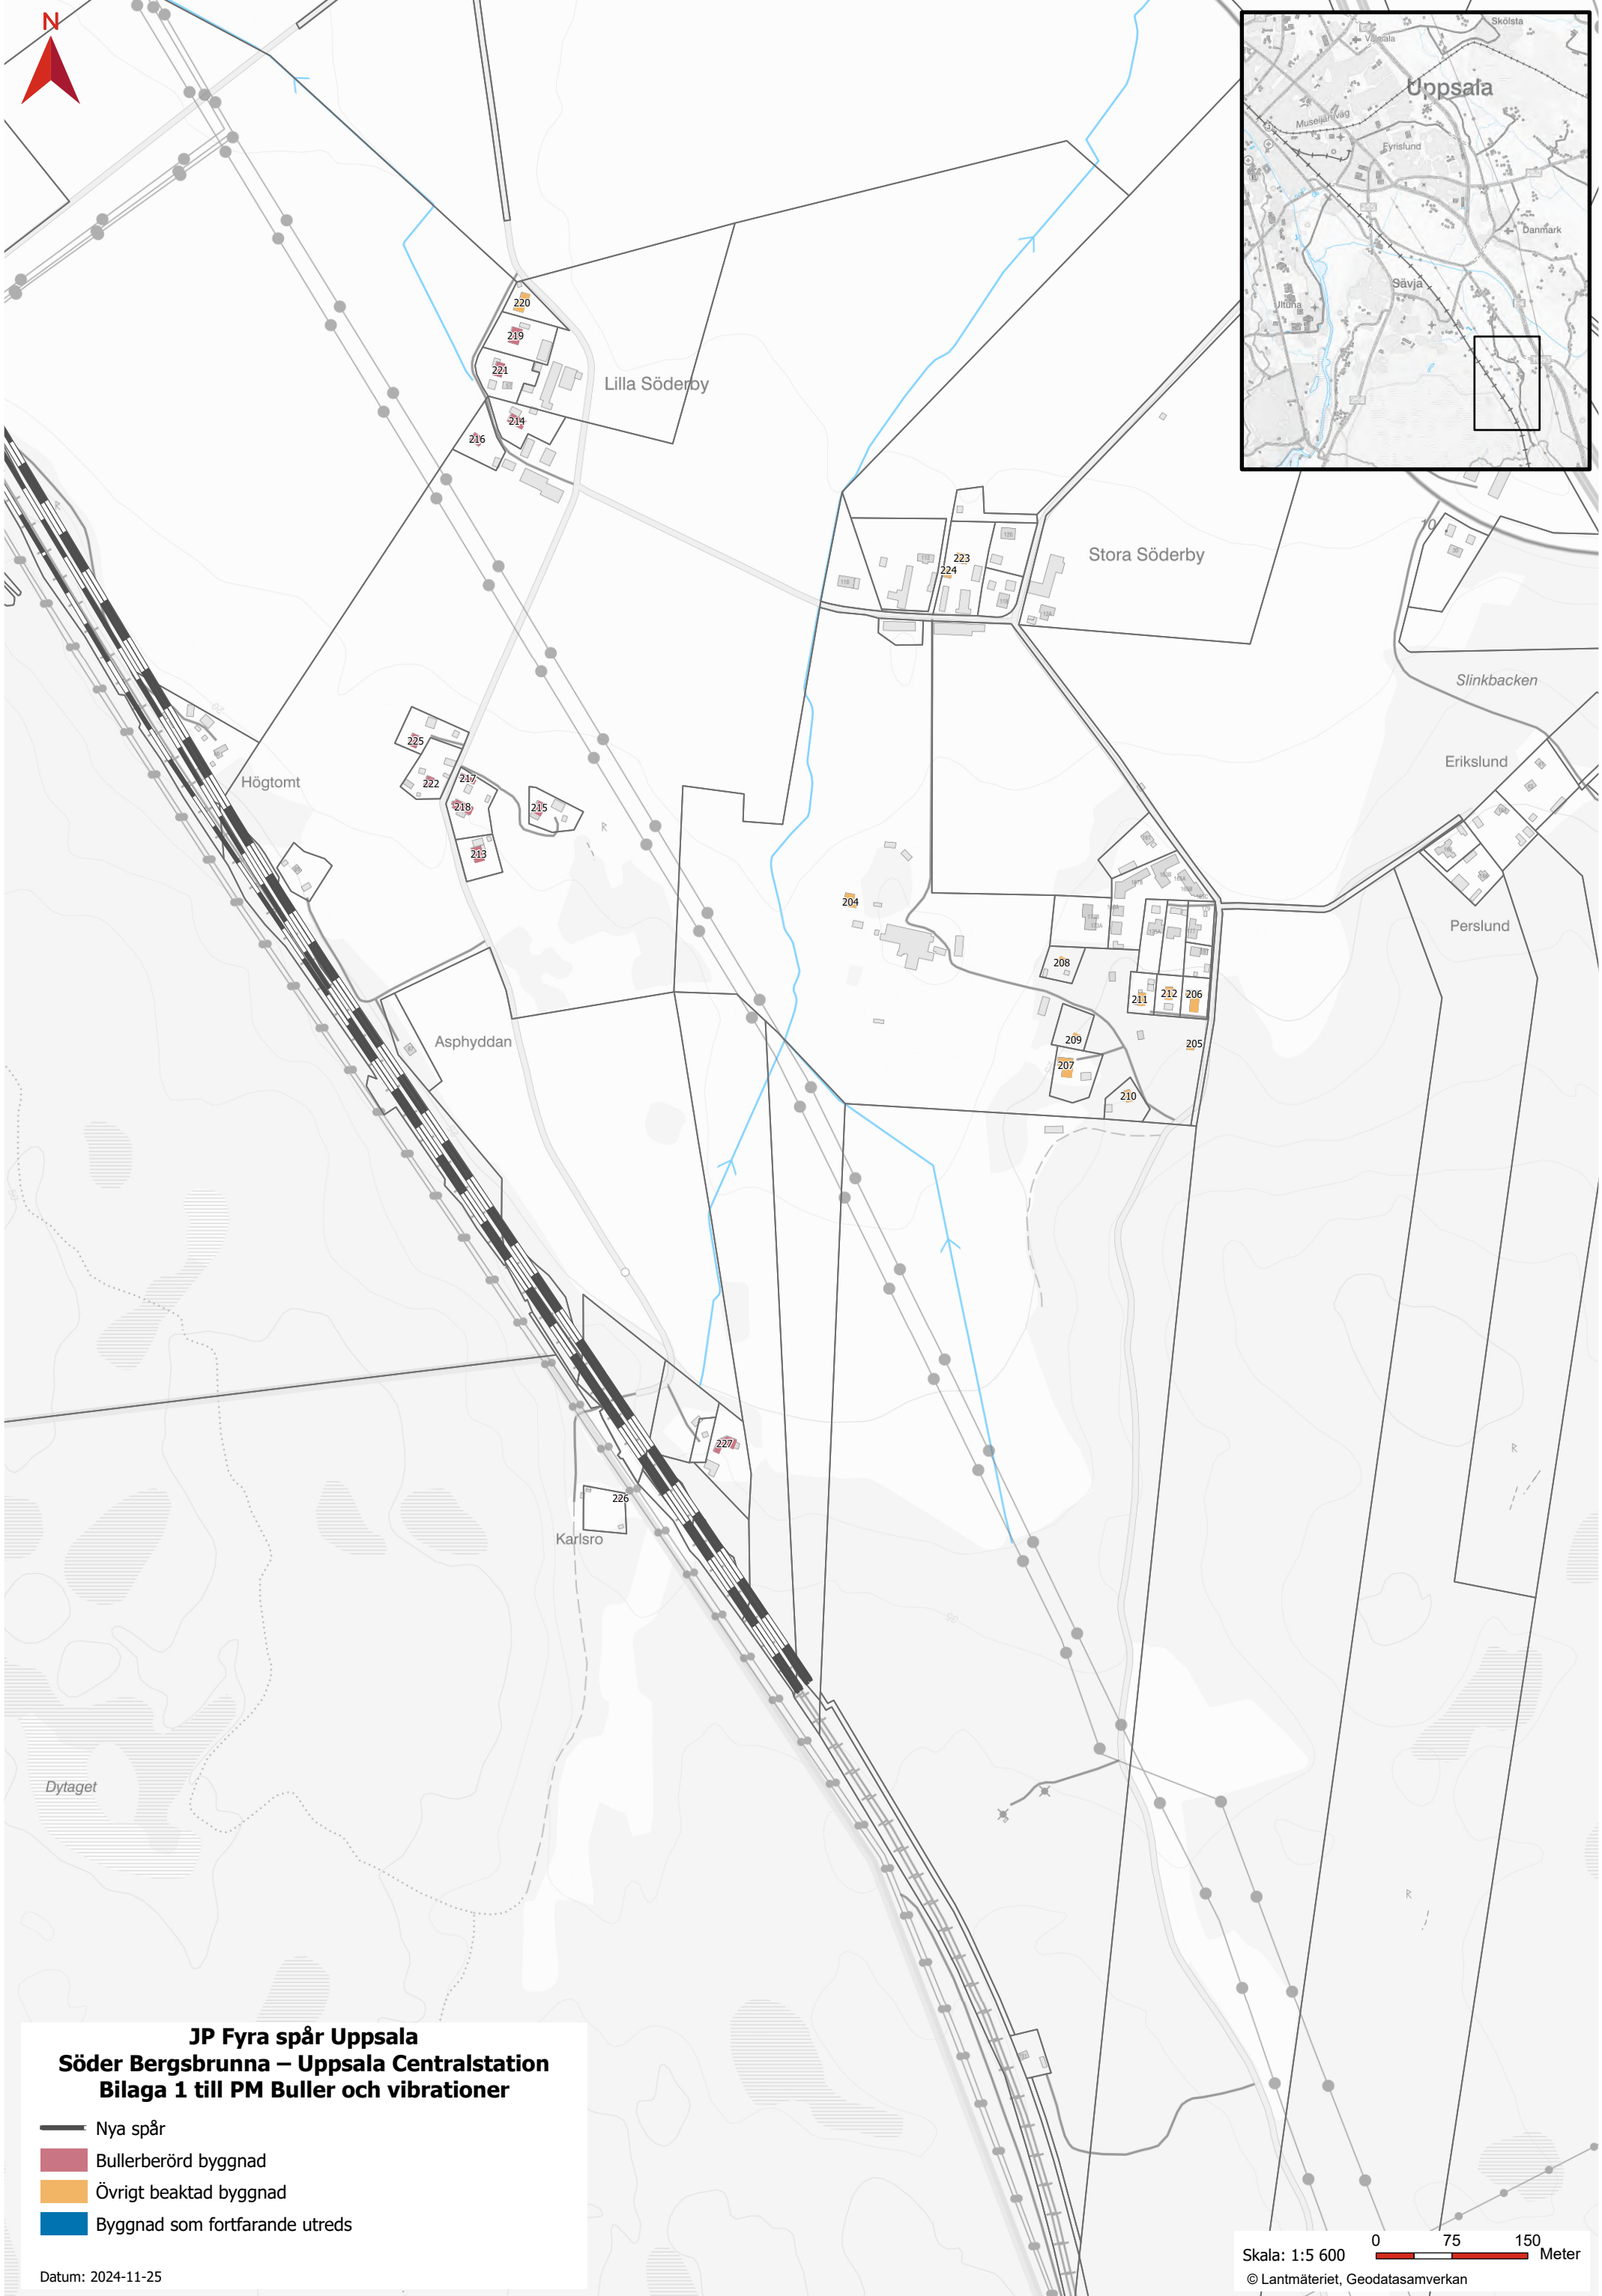 N
Skölsta
Vaksala
Uppsala
Museijärnväg
Fyrislund
Danmark
Sävja
Ultuna
220
219
221
Lilla Söderby
214
216
10
223
224
Stora Söderby
Slinkbacken
225
222
217
218
215
213
Högtomt
Erikslund
204
Perslund
208
211
212
206
209
205
207
210
Asphyddan
R
227
226
Karlsro
Dytaget
JP Fyra spår Uppsala
Söder Bergsbrunna – Uppsala Centralstation
Bilaga 1 till PM Buller och vibrationer
Nya spår
Bullerberörd byggnad
Övrigt beaktad byggnad
Byggnad som fortfarande utreds
Datum: 2024-11-25
0 75 150
Skala: 1:5 600 Meter
© Lantmäteriet, Geodatasamverkan